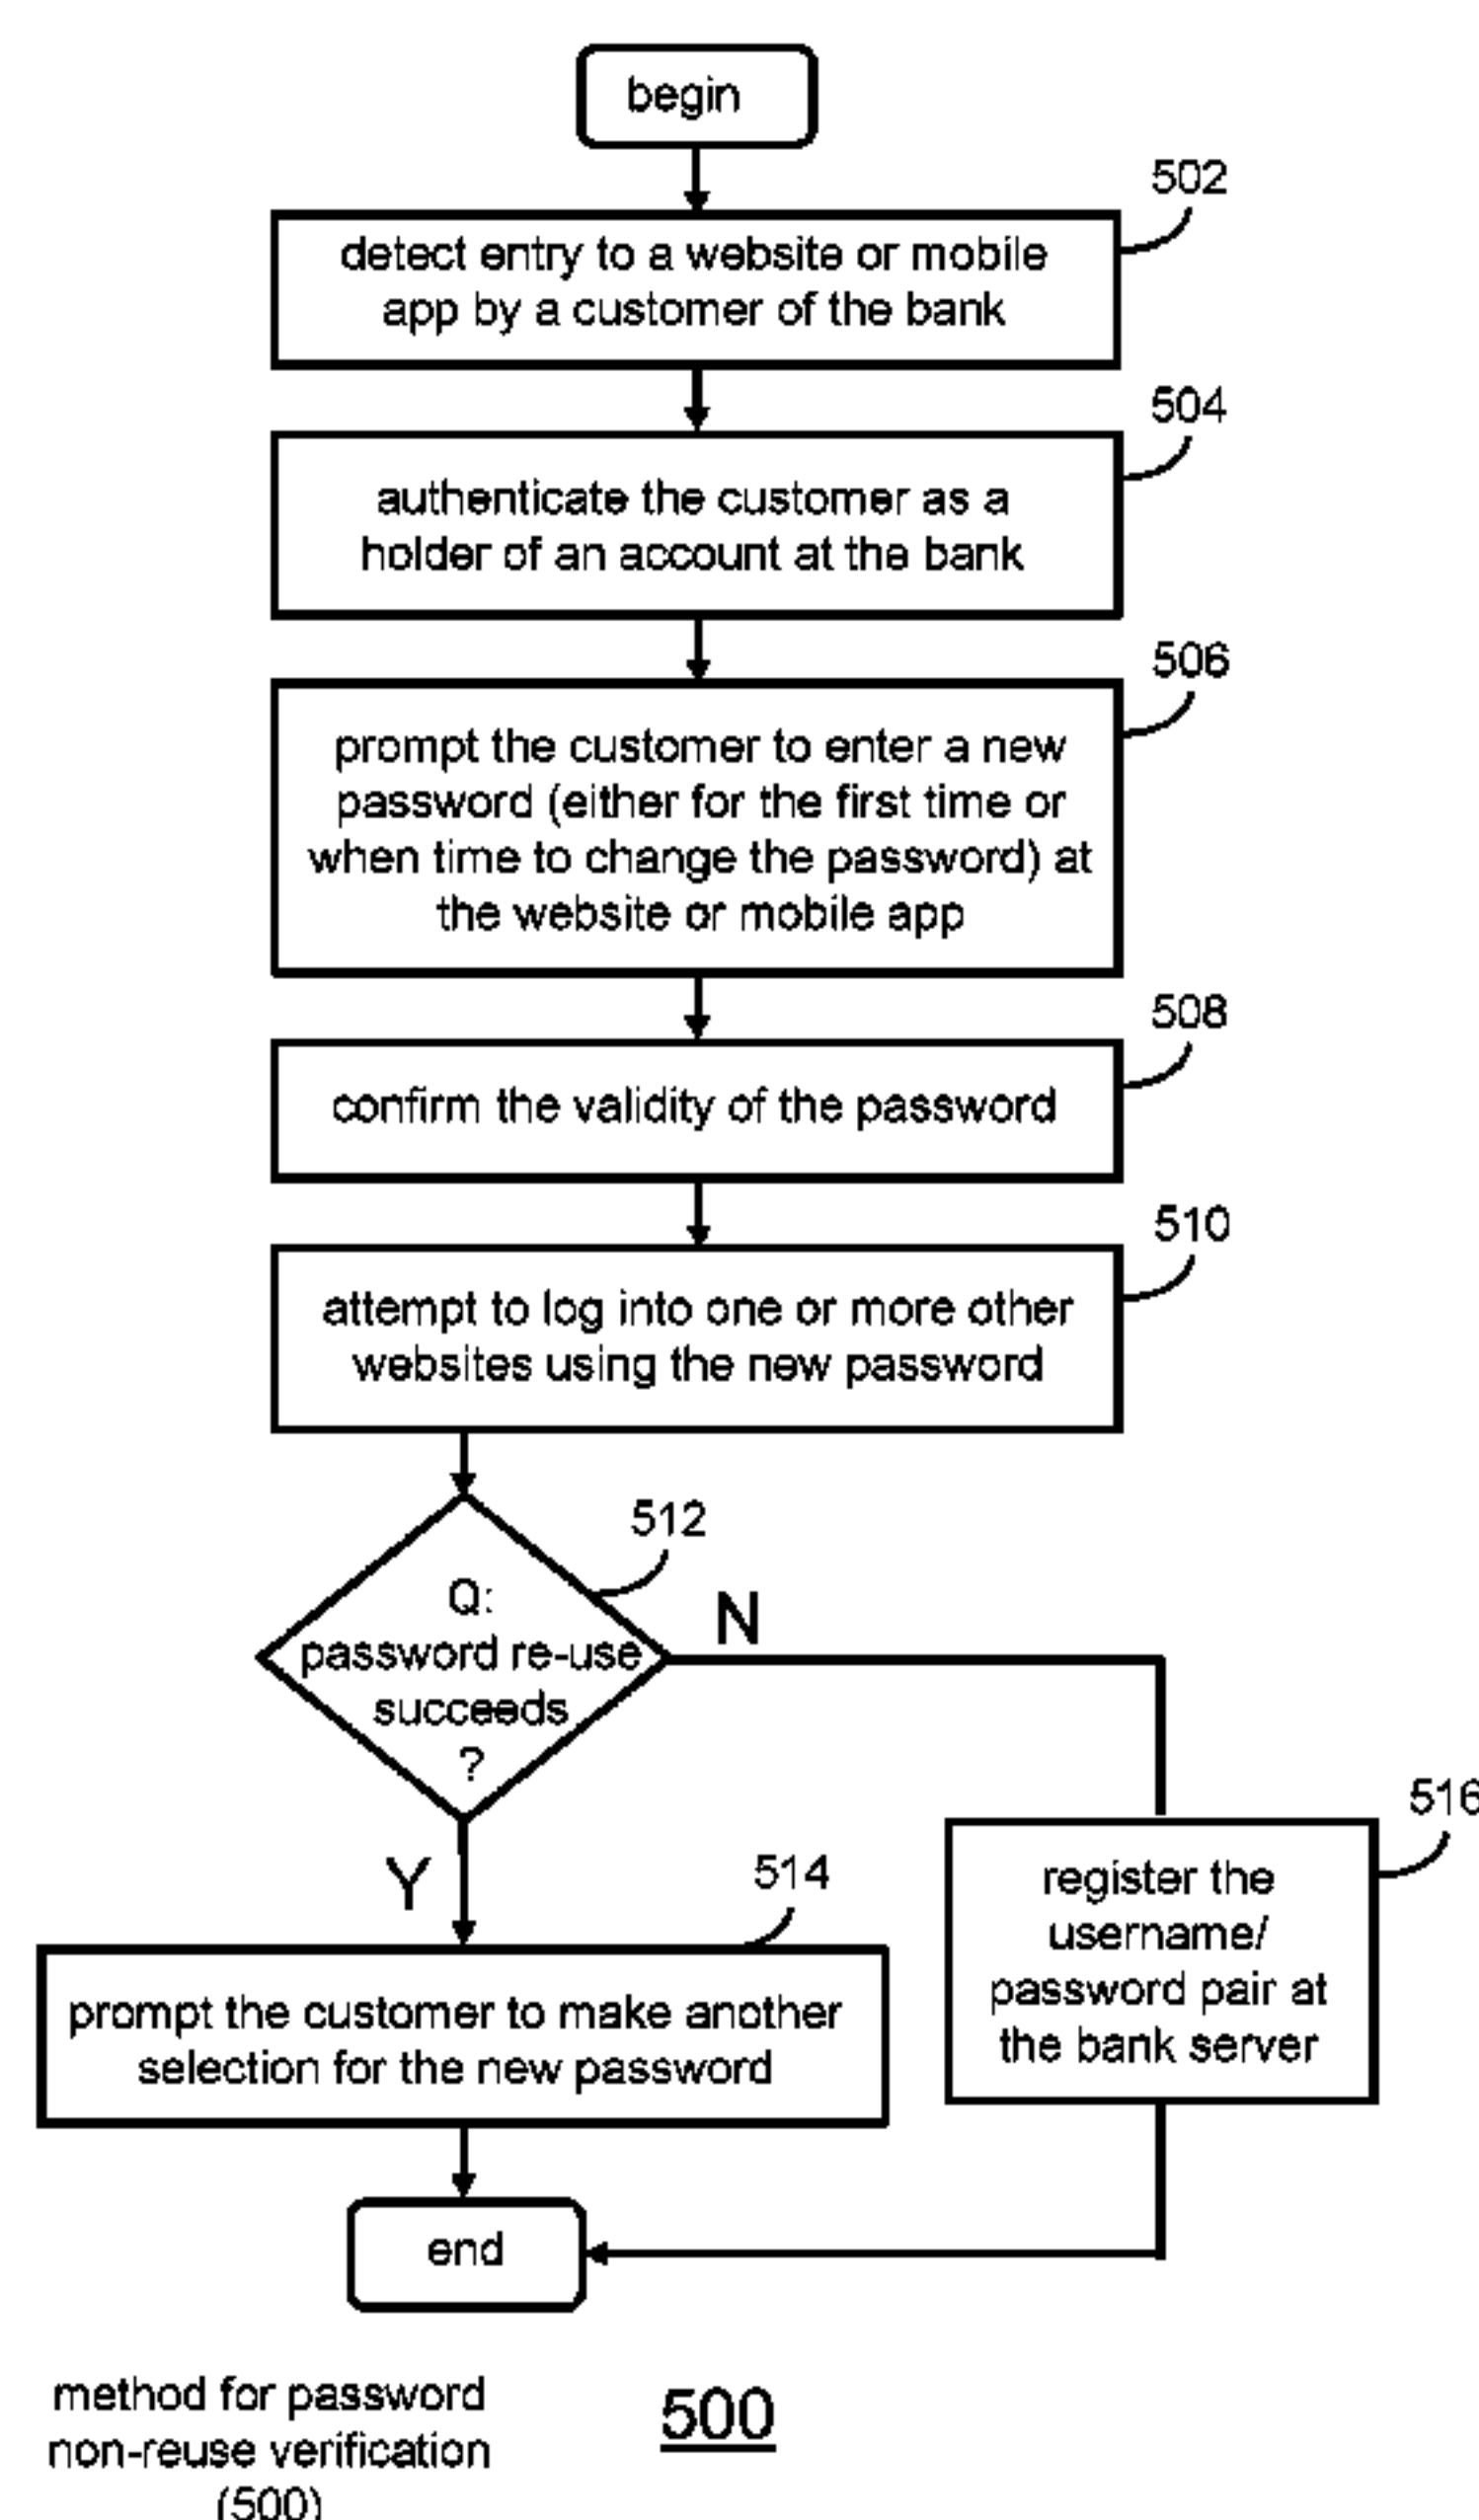 begin
502
detect entry to a website or mobile
app by a customer of the bank
504
authenticate the customer as a
holder of an account at the bank
506
prompt the customer to enter a new
password (either for the first time or
when time to change the password) at
the website or mobile app
508
confirm the validity of the password
510
attempt to log into one or more other
websites using the new password
512
Q:
password re-use
succeeds
?
N
Y
514
prompt the customer to make another
selection for the new password
516
register the
username/
password pair at
the bank server
end
method for password
non-reuse verification
(500)
500